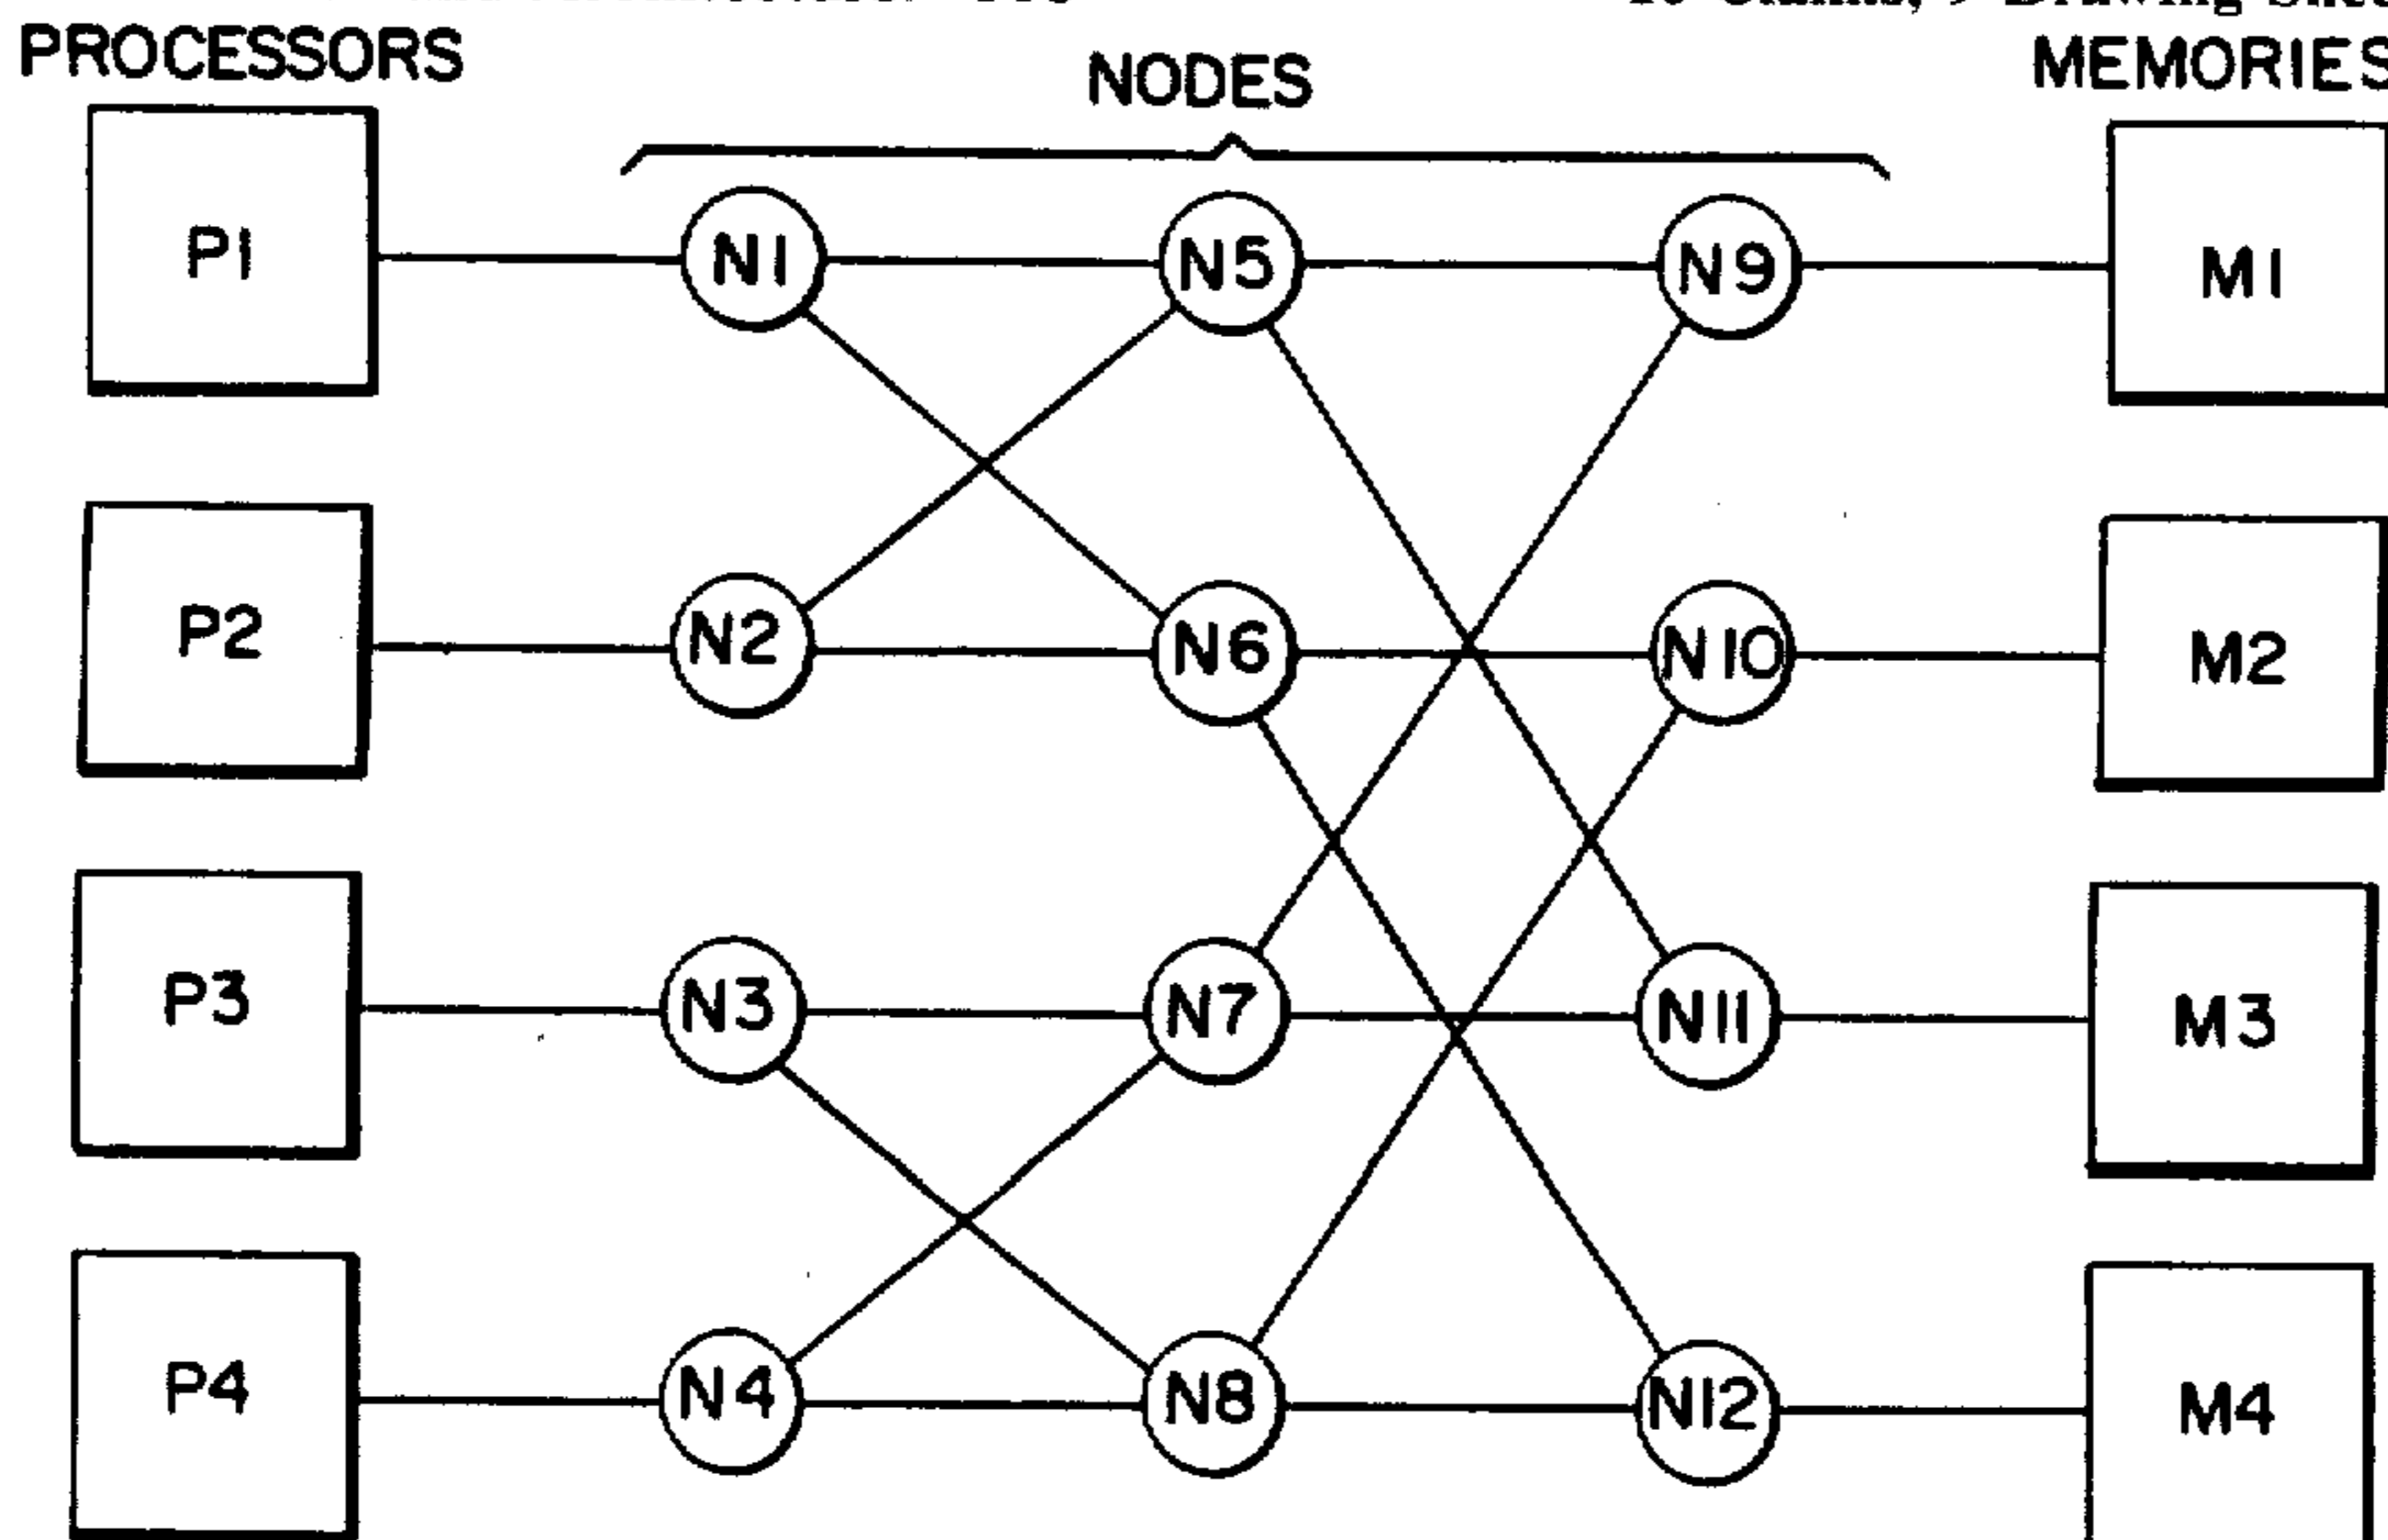 PROCESSORS
NODES
MEMORIES
P1
N1
N5
N9
M1
P2
N2
N6
N10
M2
P3
N3
N7
N11
M3
P4
N4
N8
N12
M4